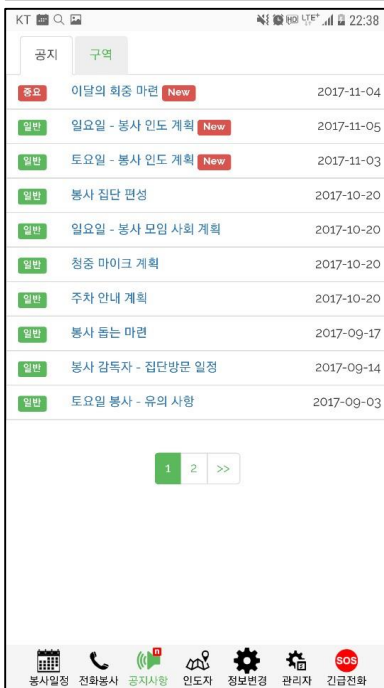 KT HD LTE+ 22:38
공지 구역
중요 이달의 회중 마련 New 2017-11-04
일반 일요일 - 봉사 인도 계획 New 2017-11-05
일반 토요일 - 봉사 인도 계획 New 2017-11-03
일반 봉사 집단 편성 2017-10-20
일반 일요일 - 봉사 모임 사회 계획 2017-10-20
일반 청중 마이크 계획 2017-10-20
일반 주차 안내 계획 2017-10-20
일반 봉사 돕는 마련 2017-09-17
일반 봉사 감독자 - 집단방문 일정 2017-09-14
일반 토요일 봉사 - 유의 사항 2017-09-03
1 2 >>
n SOS
봉사일정 전화봉사 공지사항 인도자 정보변경 관리자 긴급전화